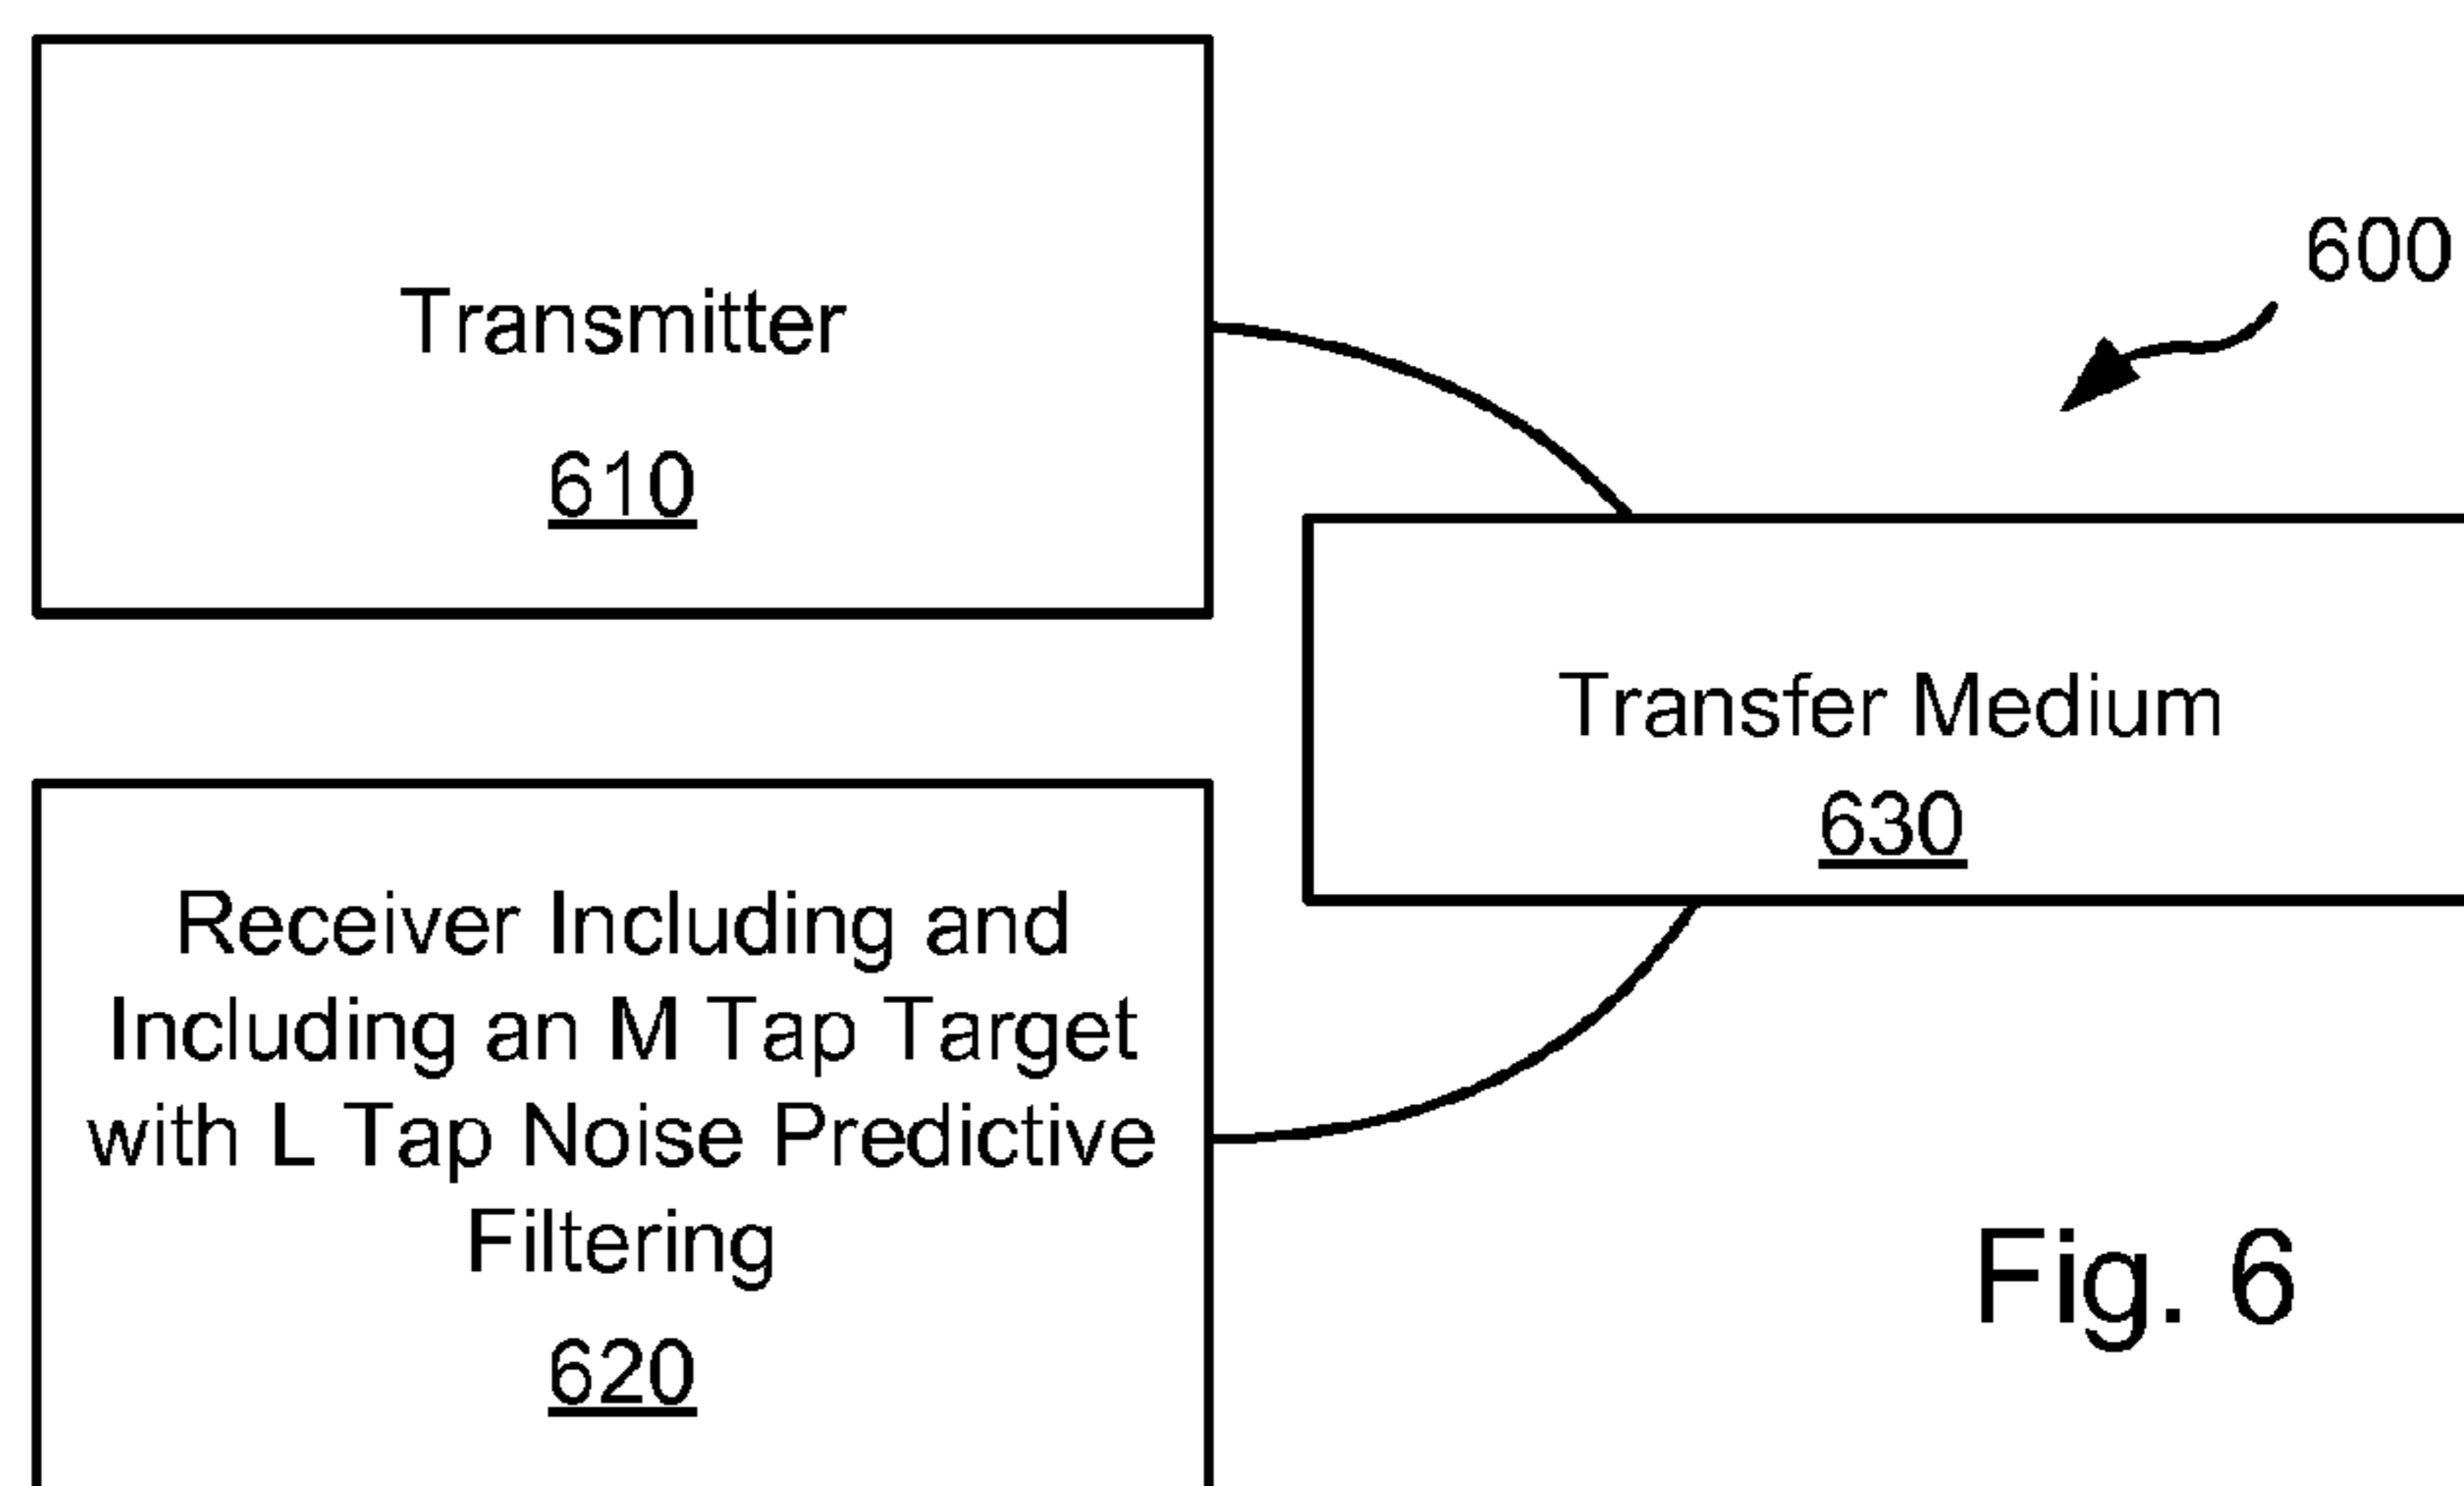 Transmitter
610
600
Transfer Medium
630
Receiver Including and
Including an M Tap Target
with L Tap Noise Predictive
Filtering
620
Fig. 6